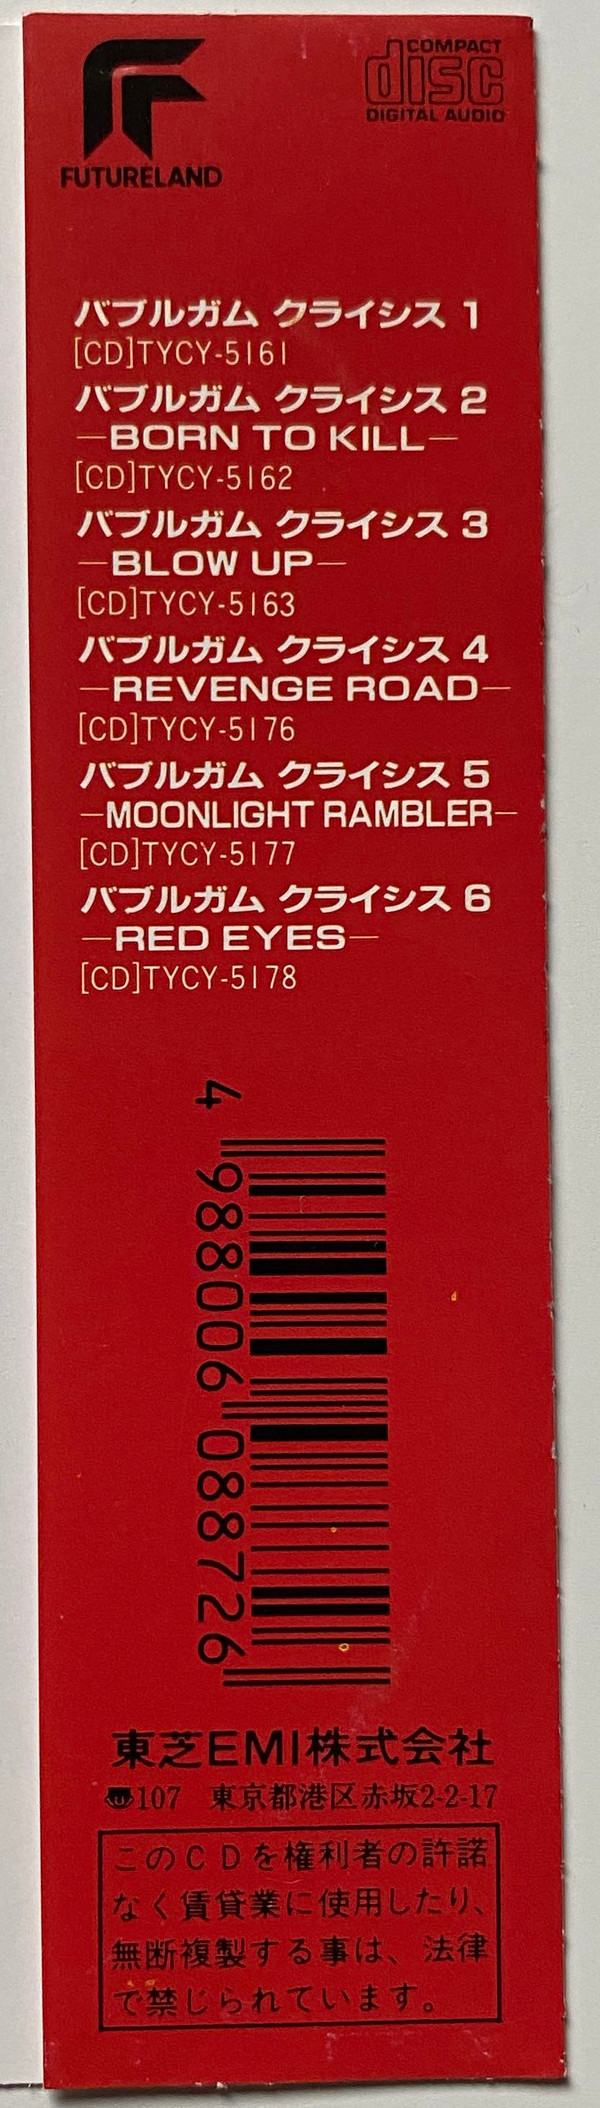 FUTURELAND
COMPACT
disc
DIGITAL AUDIO
バブルガム クライシス 1
[CD]TYCY-5161
バブルガム クライシス 2
—BORN TO KILL—
[CD]TYCY-5162
バブルガム クライシス 3
—BLOW UP—
[CD]TYCY-5163
バブルガム クライシス 4
—REVENGE ROAD—
[CD]TYCY-5176
バブルガム クライシス 5
—MOONLIGHT RAMBLER—
[CD]TYCY-5177
バブルガム クライシス 6
—RED EYES—
[CD]TYCY-5178
4 988006 088726
東芝EMI株式会社
〠107 東京都港区赤坂2-2-17
このCDを権利者の許諾
なく賃貸業に使用したり、
無断複製する事は、法律
で禁じられています。